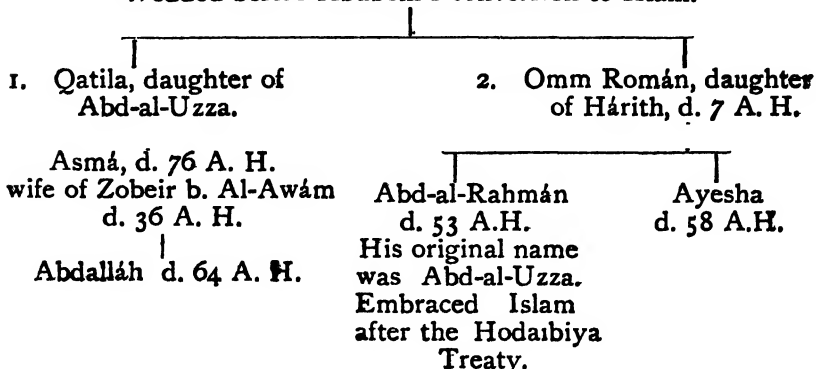 1. Qatila, daughter of
Abd-al-Uzza.
2. Omm Román, daughter
of Hárith, d. 7 A. H.
Asmá, d. 76 A. H.
wife of Zobeir b. Al-Awám
d. 36 A. H.
Abdalláh d. 64 A. H.
Abd-al-Rahmán
d. 53 A.H.
His original name
was Abd-al-Uzza.
Embraced Islam
after the Hodaibiya
Treaty.
Ayesha
d. 58 A.H.